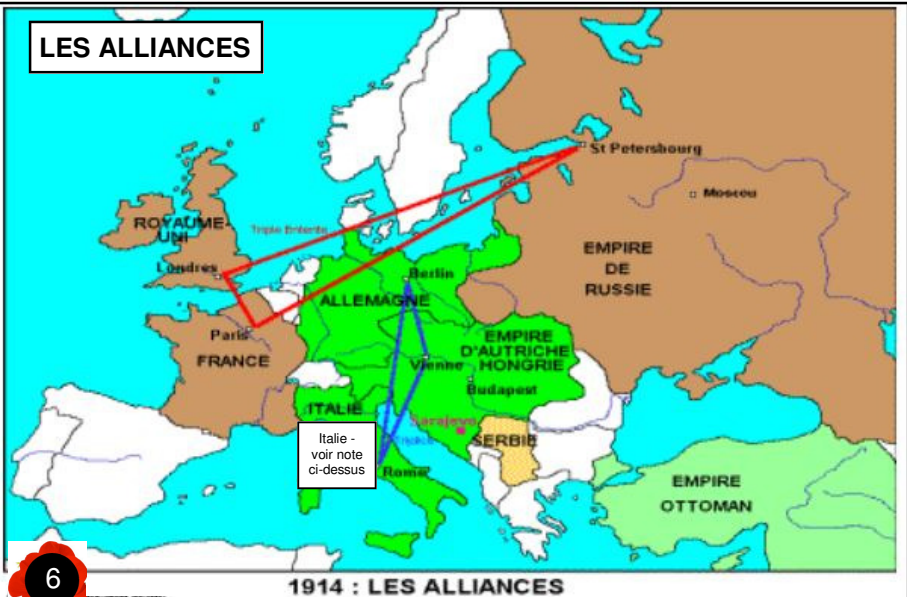 LES ALLIANCES
St Petersbourg
Moscou
ROYAUME-
UNI
Triple Entente
Londres
EMPIRE
DE
RUSSIE
Berlin
ALLEMAGNE
Paris
FRANCE
EMPIRE
D'AUTRICHE
HONGRIE
Vienne
Budapest
ITALIE
Sarajevo
SERBIE
Italie -
voir note
ci-dessus
Rome
EMPIRE
OTTOMAN
6
1914 : LES ALLIANCES